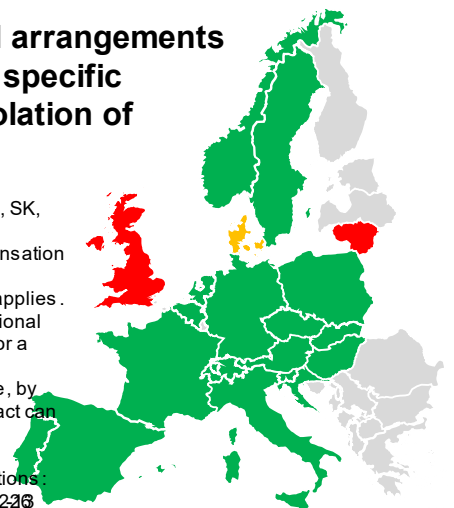 arrangements
specific
olation of
, SK,
nsation
applies.
ional
or a
e, by
act can
tions: